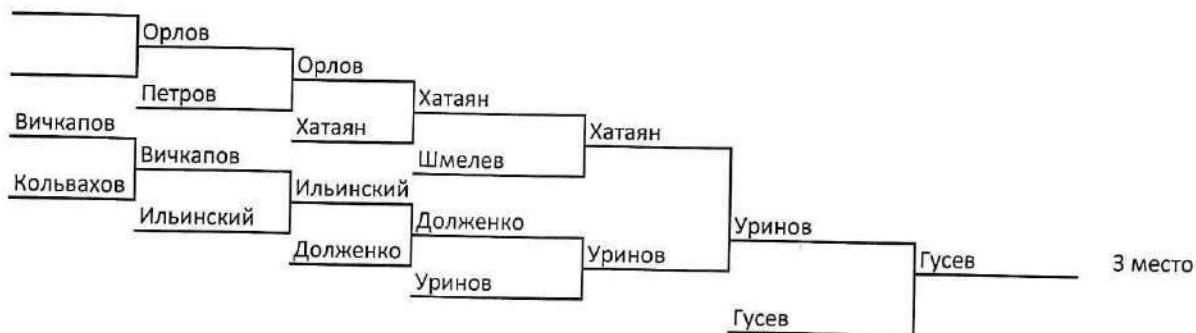 Орлов
Петров
Орлов
Хатаян
Хатаян
Шмелев
Хатаян
Вичкапов
Кольвахов
Вичкапов
Ильинский
Ильинский
Долженко
Долженко
Уринов
Уринов
Уринов
Гусев
Гусев
3 место